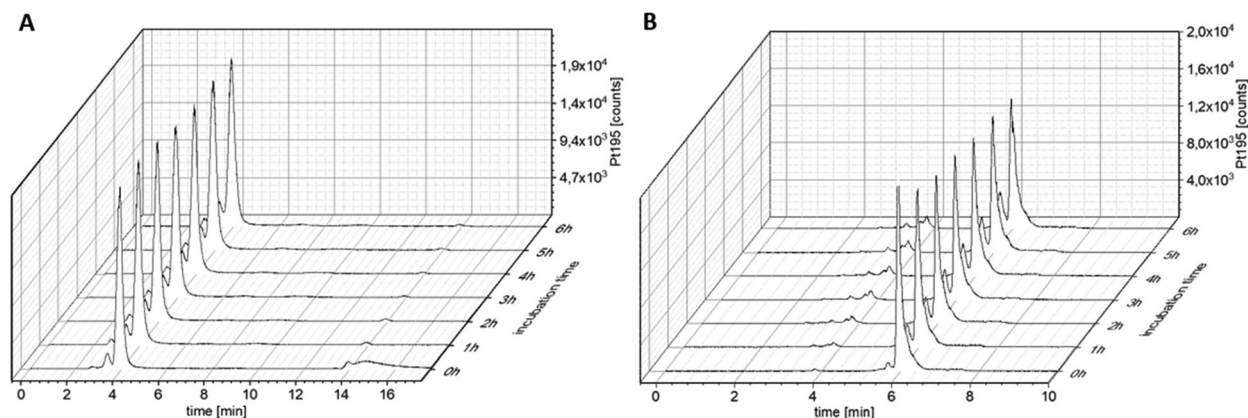 A
1,9x10⁴
1,4x10⁴
9,4x10³
4,7x10³
Pt195 [counts]
6h
5h
4h
3h
2h
1h
0h
incubation time
0 2 4 6 8 10 12 14 16
time [min]
B
2,0x10⁴
1,6x10⁴
1,2x10⁴
8,0x10³
4,0x10³
Pt195 [counts]
6h
5h
4h
3h
2h
1h
0h
incubation time
0 2 4 6 8 10
time [min]